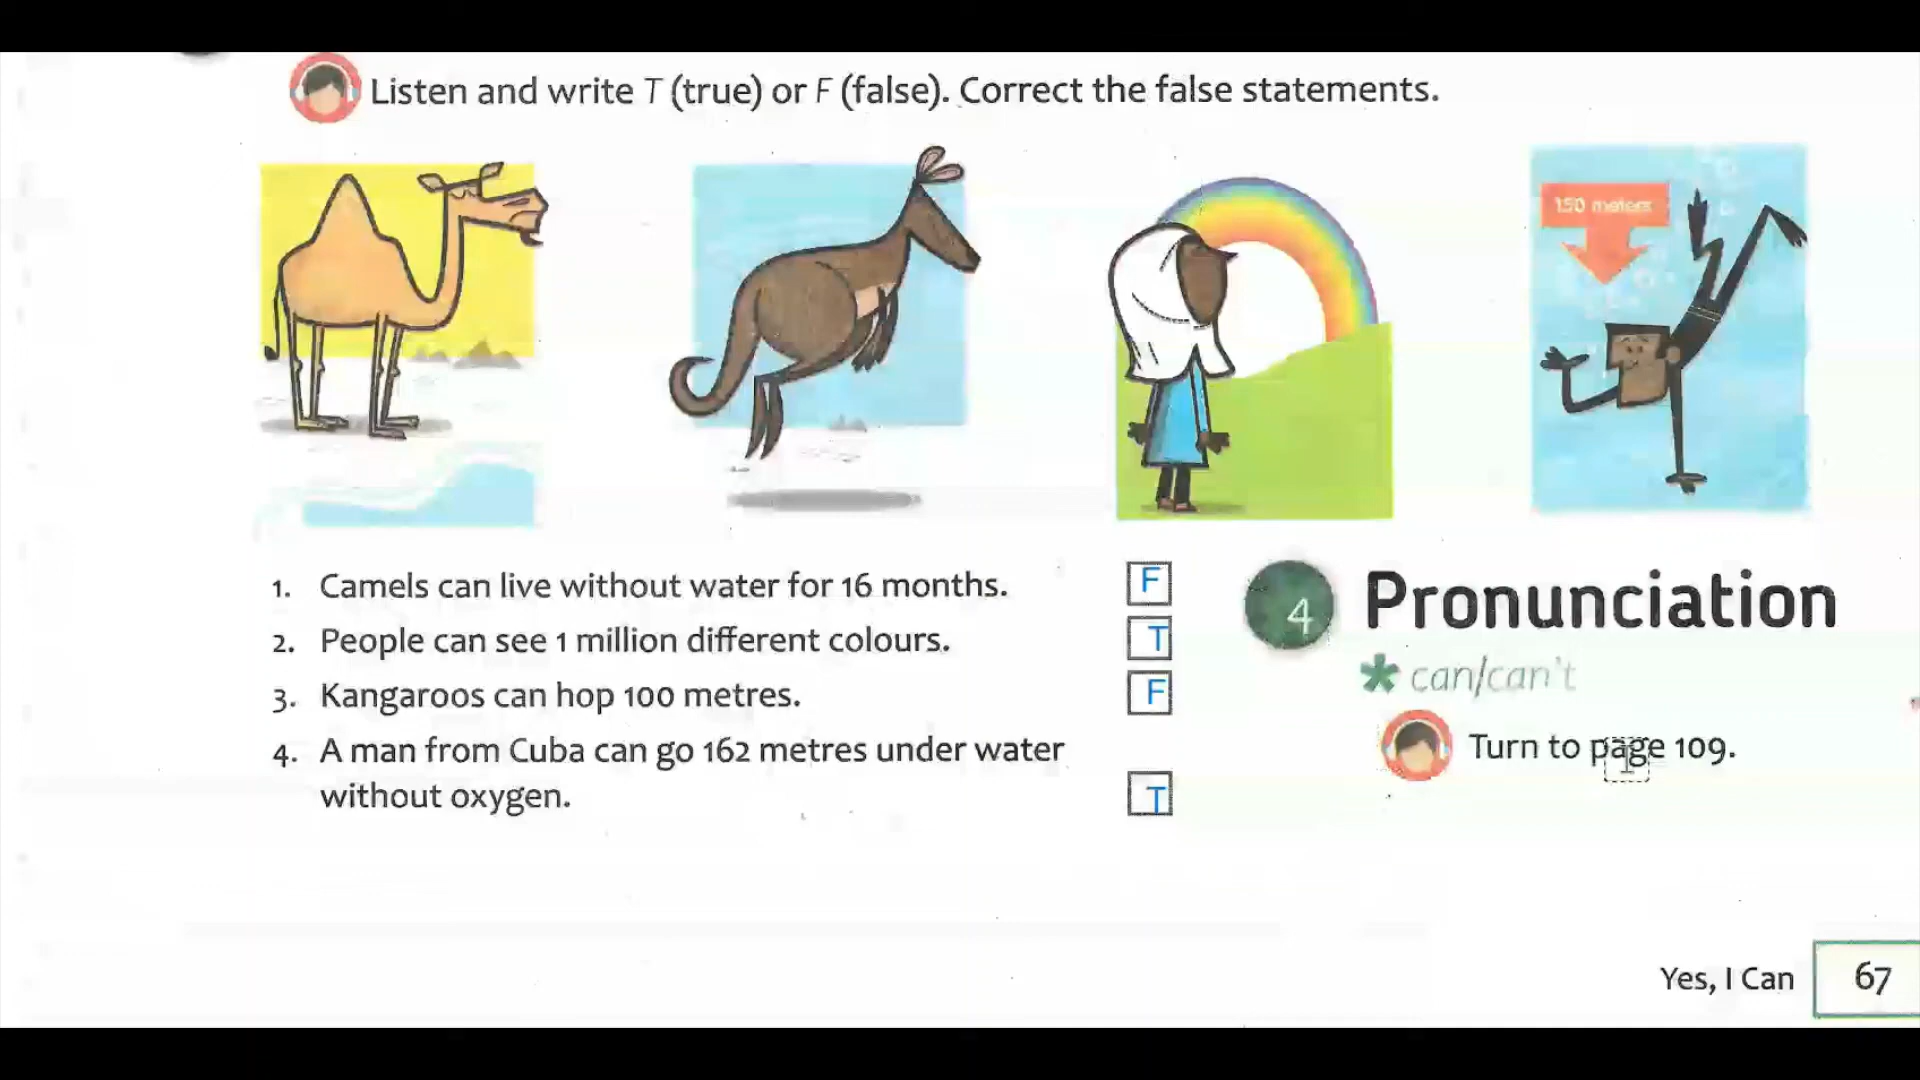 Listen and write T (true) or F (false). Correct the false statements.
150 meters
1. Camels can live without water for 16 months. F
2. People can see 1 million different colours. T
3. Kangaroos can hop 100 metres. F
4. A man from Cuba can go 162 metres under water
without oxygen. T
4 Pronunciation
* can/can't
Turn to page 109.
Yes, I Can 67